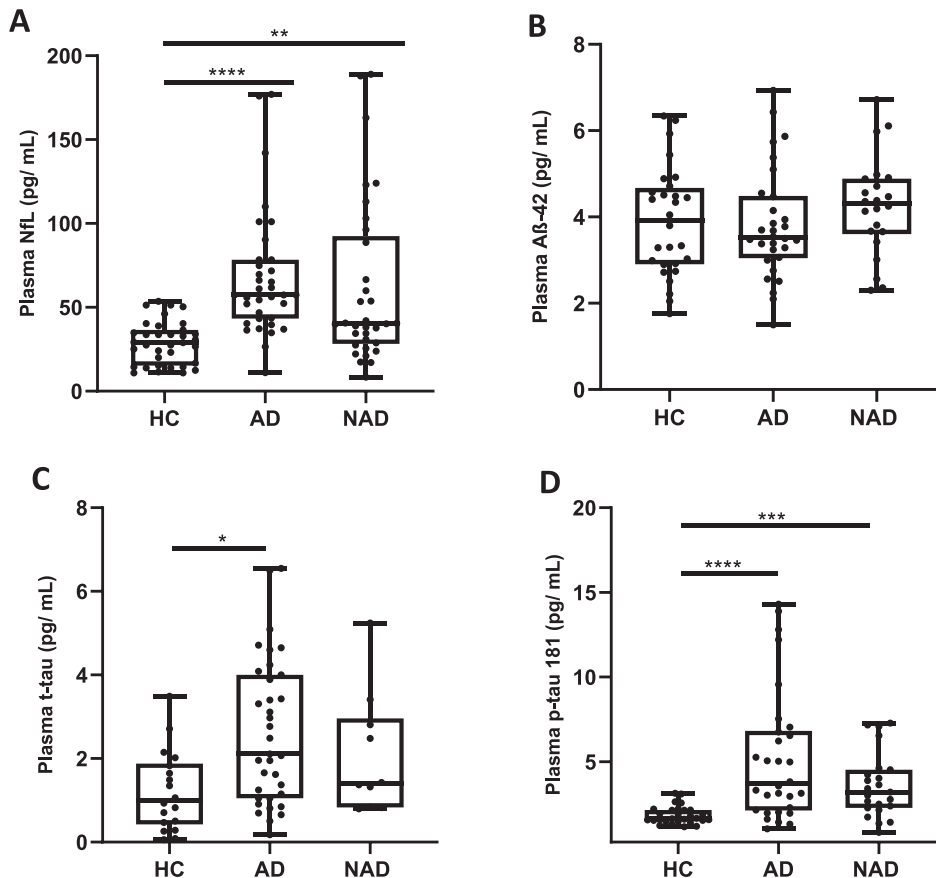 A
**
****
200
150
100
50
0
Plasma NfL (pg/ mL)
HC AD NAD
B
8
6
4
2
0
Plasma Aß-42 (pg/ mL)
HC AD NAD
C
*
8
6
4
2
0
Plasma t-tau (pg/ mL)
HC AD NAD
D
***
****
20
15
10
5
Plasma p-tau 181 (pg/ mL)
HC AD NAD